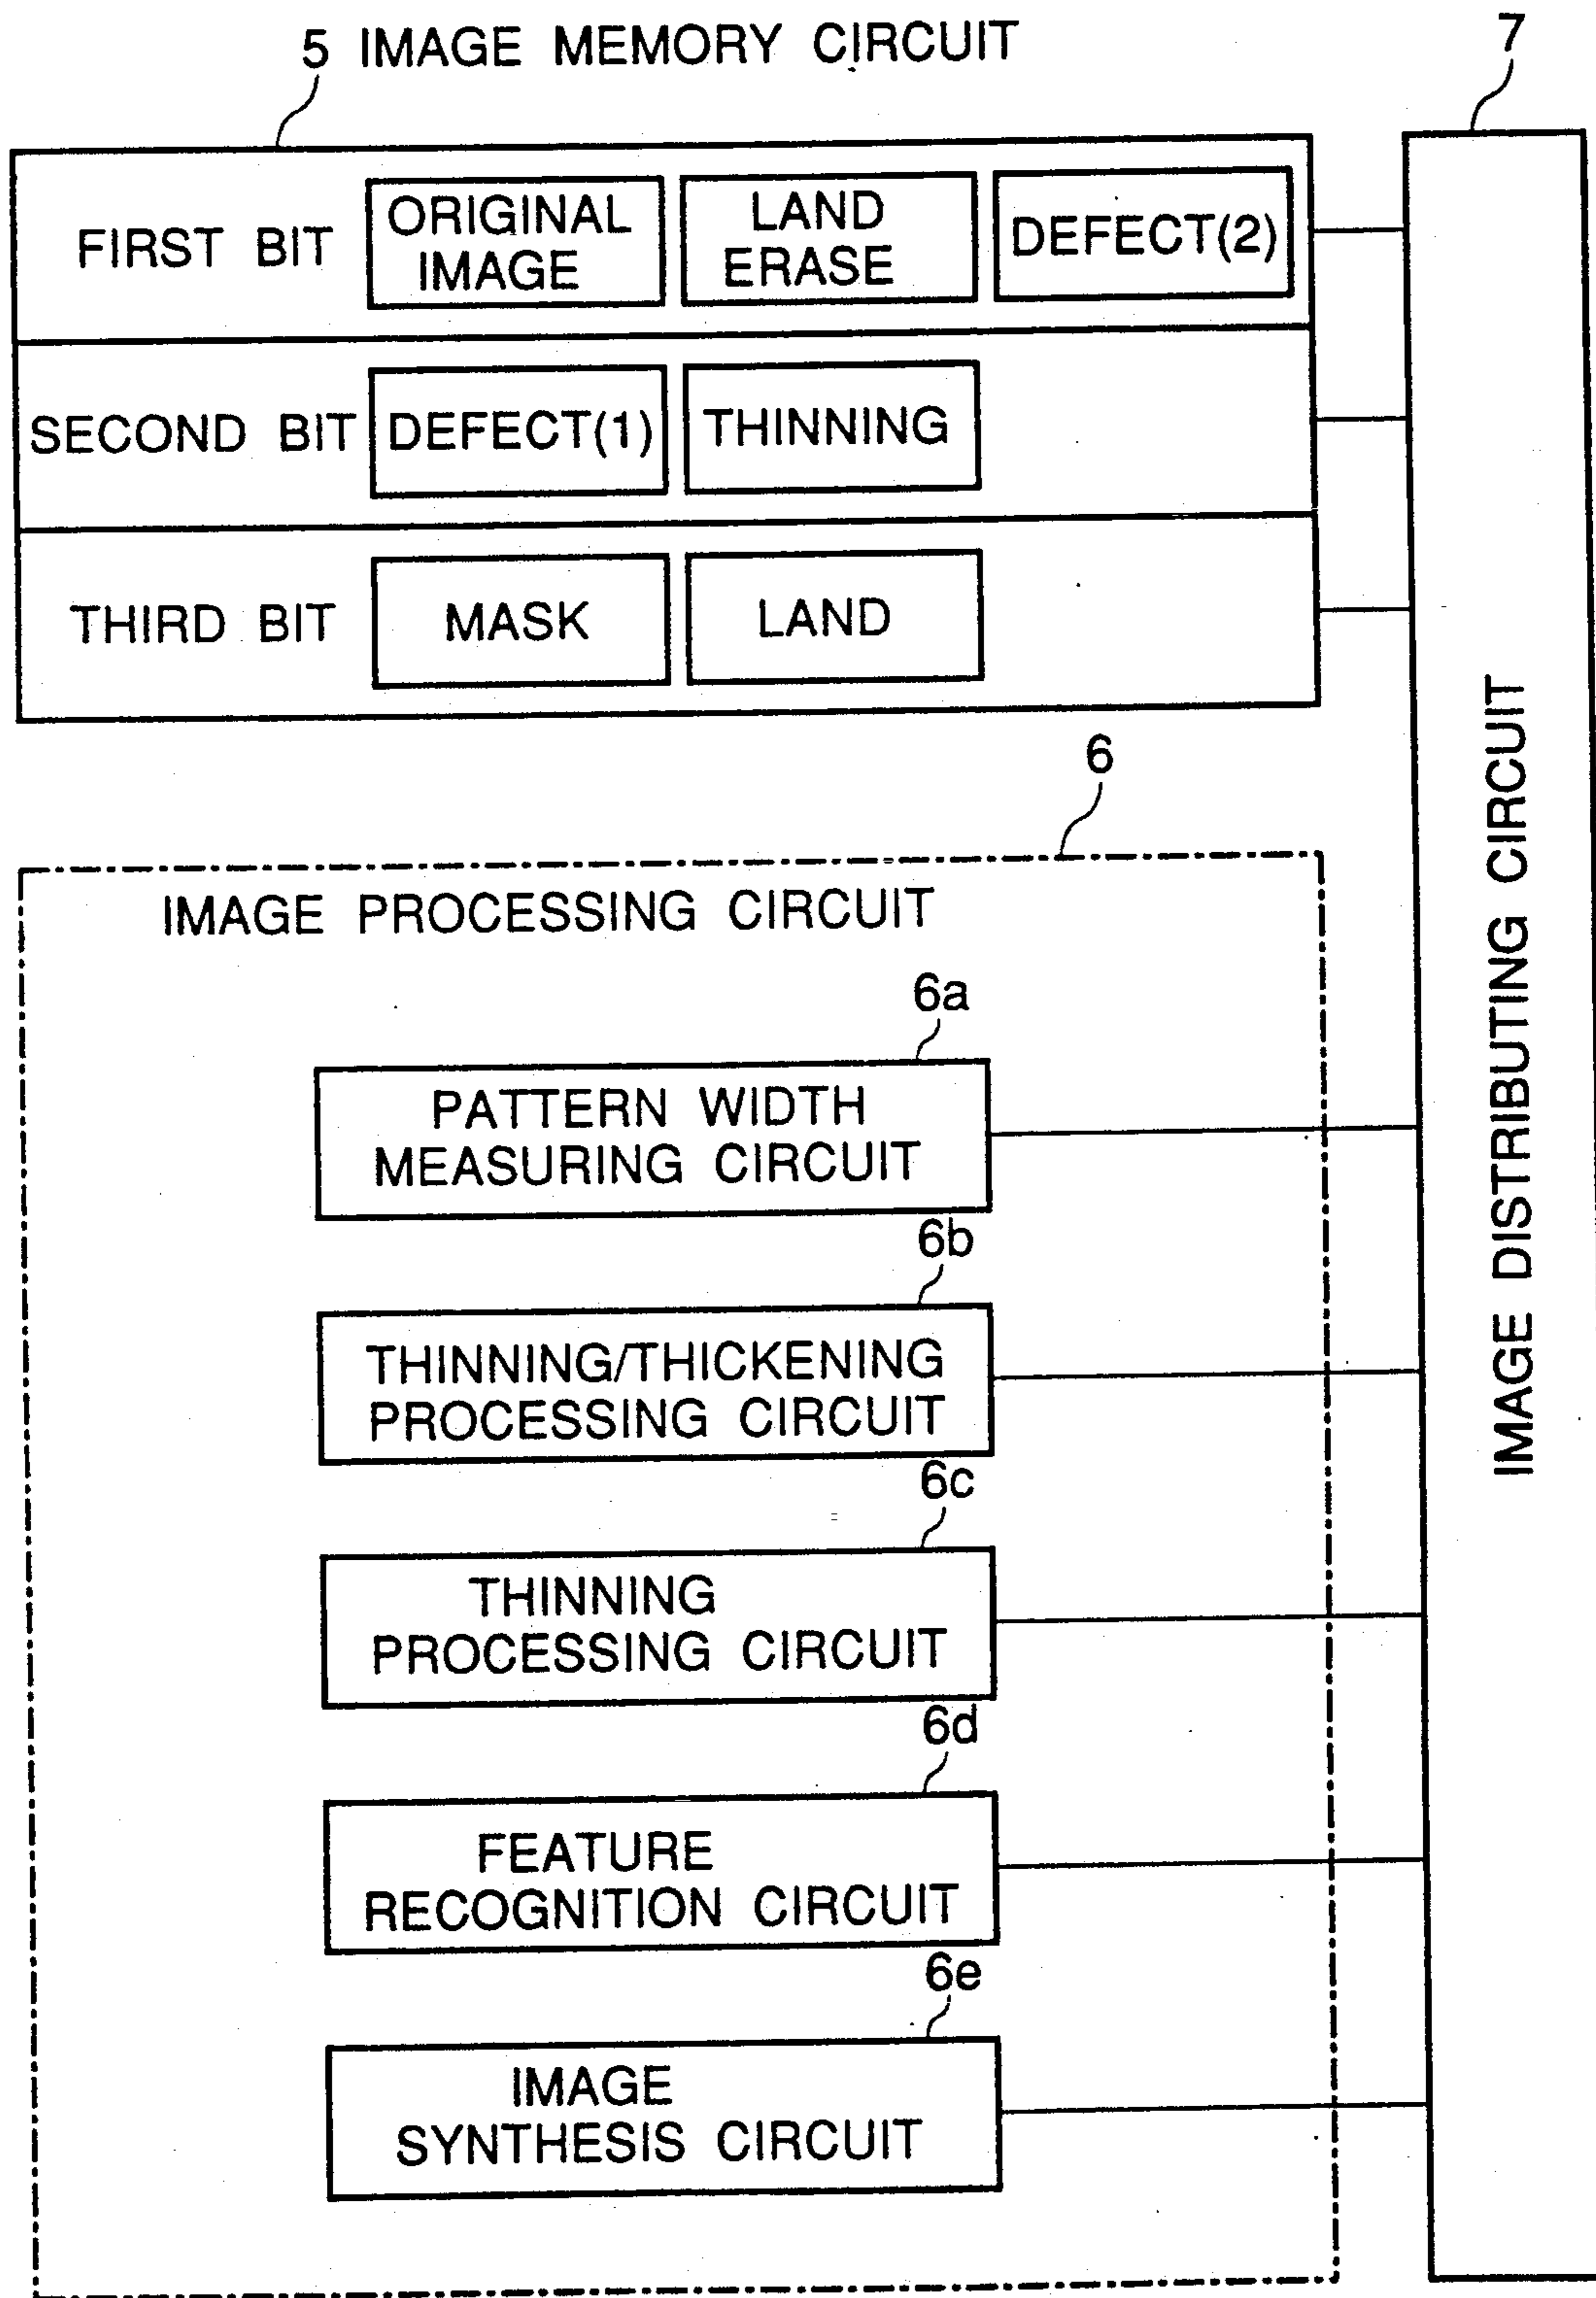 5 IMAGE MEMORY CIRCUIT
7
FIRST BIT
ORIGINAL
IMAGE
LAND
ERASE
DEFECT(2)
SECOND BIT
DEFECT(1)
THINNING
THIRD BIT
MASK
LAND
6
IMAGE PROCESSING CIRCUIT
6a
PATTERN WIDTH
MEASURING CIRCUIT
6b
THINNING/THICKENING
PROCESSING CIRCUIT
6c
THINNING
PROCESSING CIRCUIT
6d
FEATURE
RECOGNITION CIRCUIT
6e
IMAGE
SYNTHESIS CIRCUIT
IMAGE DISTRIBUTING CIRCUIT